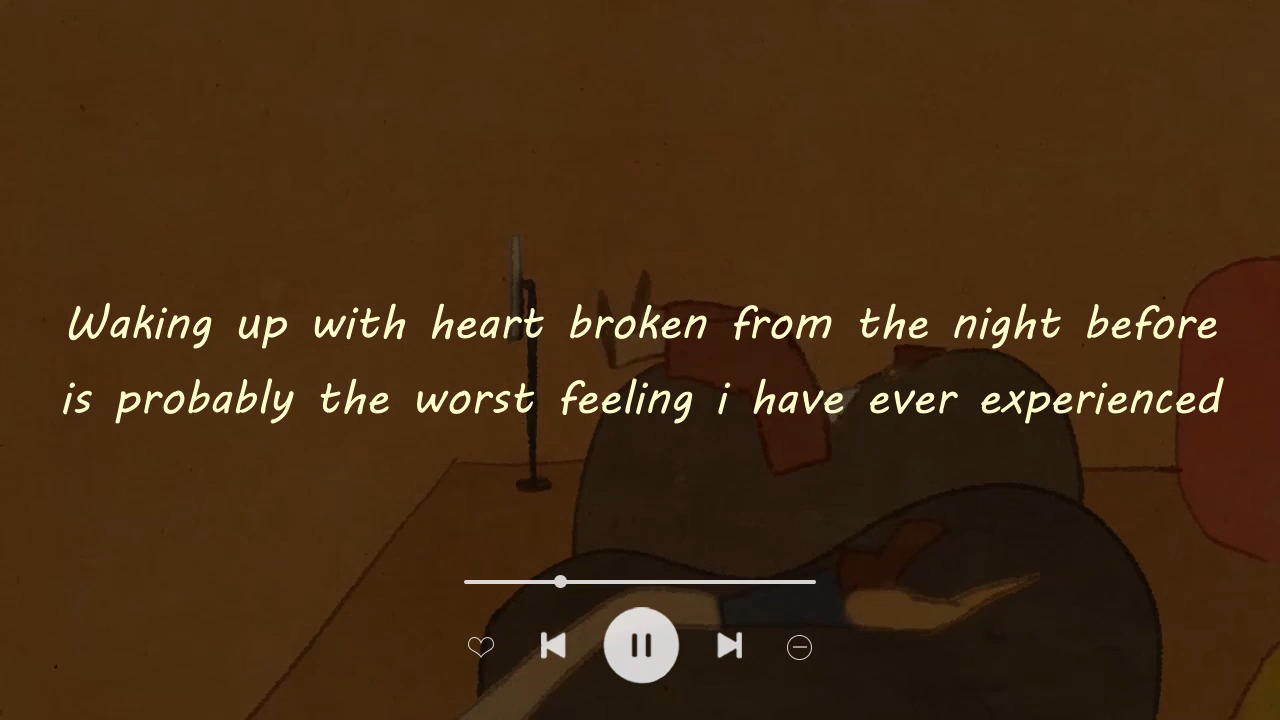 Waking up with heart broken from the night before
is probably the worst feeling i have ever experienced